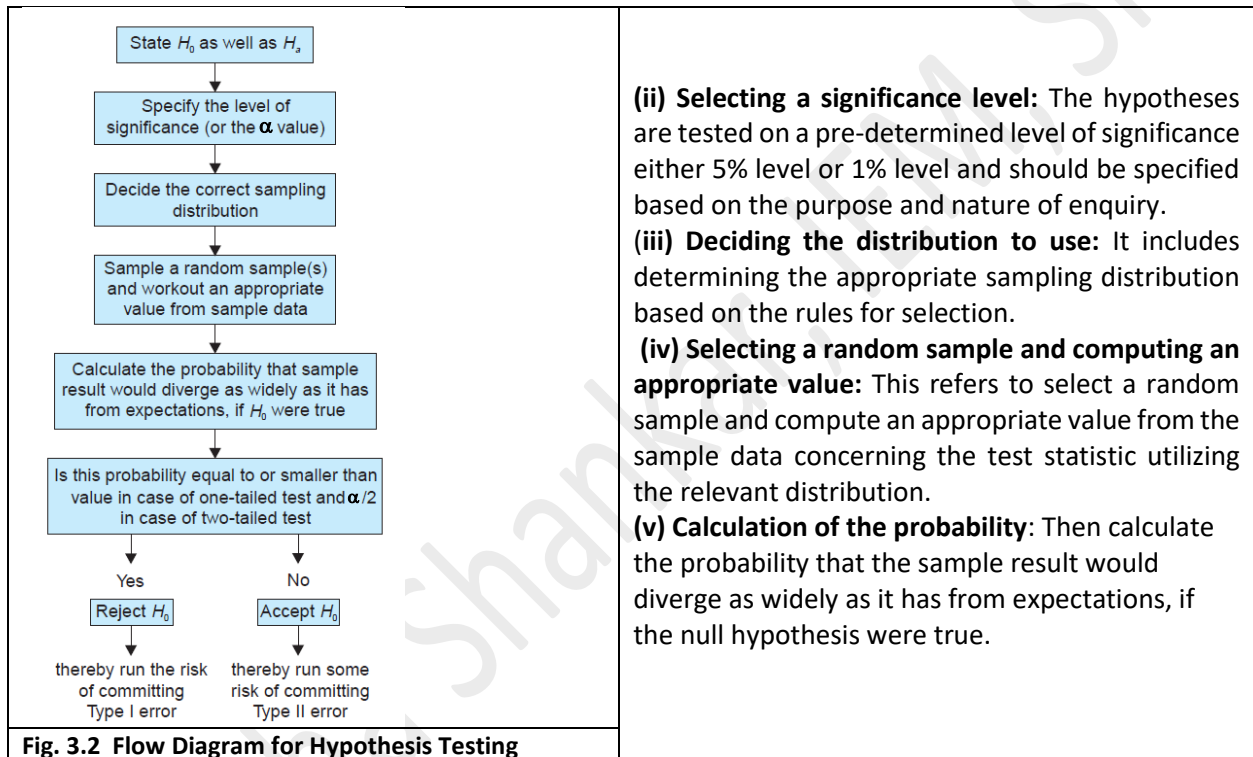 State H₀ as well as Hₐ
Specify the level of
significance (or the α value)
Decide the correct sampling
distribution
Sample a random sample(s)
and workout an appropriate
value from sample data
Calculate the probability that sample
result would diverge as widely as it has
from expectations, if H₀ were true
Is this probability equal to or smaller than
value in case of one-tailed test and α/2
in case of two-tailed test
Yes
No
Reject H₀
Accept H₀
thereby run the risk
of committing
Type I error
thereby run some
risk of committing
Type II error
Fig. 3.2 Flow Diagram for Hypothesis Testing
(ii) Selecting a significance level: The hypotheses
are tested on a pre-determined level of significance
either 5% level or 1% level and should be specified
based on the purpose and nature of enquiry.
(iii) Deciding the distribution to use: It includes
determining the appropriate sampling distribution
based on the rules for selection.
(iv) Selecting a random sample and computing an
appropriate value: This refers to select a random
sample and compute an appropriate value from the
sample data concerning the test statistic utilizing
the relevant distribution.
(v) Calculation of the probability: Then calculate
the probability that the sample result would
diverge as widely as it has from expectations, if
the null hypothesis were true.
Shankar, IEM,